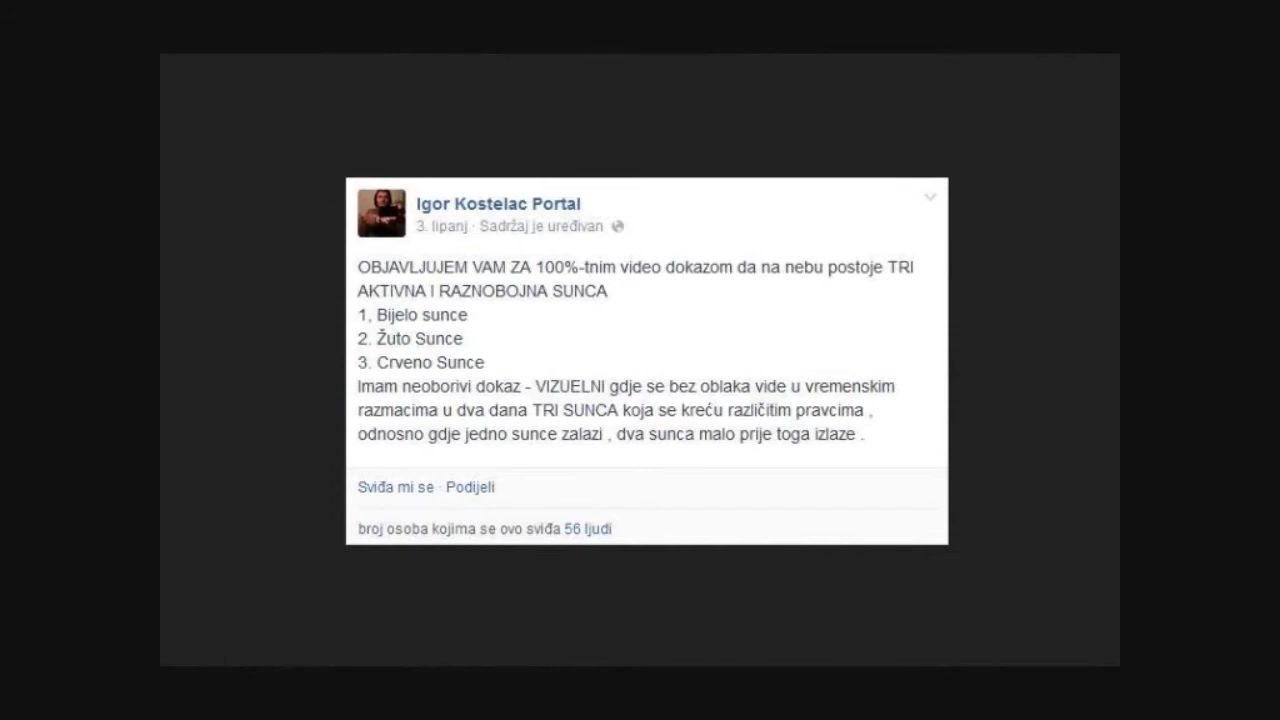 Igor Kostelac Portal
3. lipanj · Sadržaj je uređivan
OBJAVLJUJEM VAM ZA 100%-tnim video dokazom da na nebu postoje TRI
AKTIVNA I RAZNOBOJNA SUNCA
1, Bijelo sunce
2. Žuto Sunce
3. Crveno Sunce
Imam neoborivi dokaz - VIZUELNI gdje se bez oblaka vide u vremenskim
razmacima u dva dana TRI SUNCA koja se kreću različitim pravcima ,
odnosno gdje jedno sunce zalazi , dva sunca malo prije toga izlaze .
Sviđa mi se · Podijeli
broj osoba kojima se ovo sviđa 56 ljudi